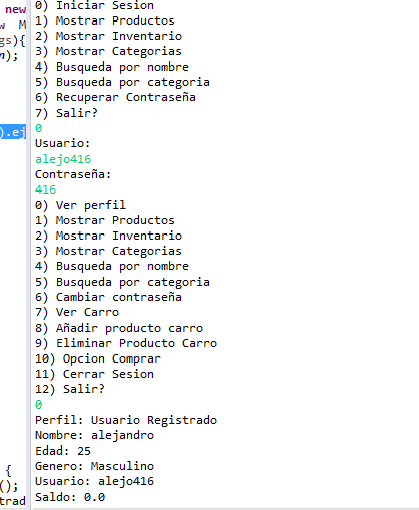 new
0) Iniciar Sesion
w M
1) Mostrar Productos
gs){
2) Mostrar Inventario
n);
3) Mostrar Categorias
4) Busqueda por nombre
5) Busqueda por categoria
6) Recuperar Contraseña
7) Salir?
).ej
0
Usuario:
alejo416
Contraseña:
416
0) Ver perfil
1) Mostrar Productos
2) Mostrar Inventario
3) Mostrar Categorias
4) Busqueda por nombre
5) Busqueda por categoria
6) Cambiar contraseña
7) Ver Carro
8) Añadir producto carro
9) Eliminar Producto Carro
10) Opcion Comprar
11) Cerrar Sesion
12) Salir?
0
Perfil: Usuario Registrado
Nombre: alejandro
Edad: 25
{
Genero: Masculino
();
Usuario: alejo416
trad
Saldo: 0.0